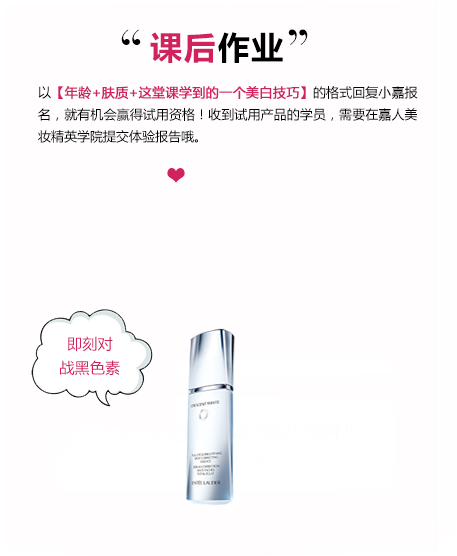 “课后作业”
以【年龄+肤质+这堂课学到的一个美白技巧】的格式回复小嘉报
名，就有机会赢得试用资格！收到试用产品的学员，需要在嘉人美
妆精英学院提交体验报告哦。
即刻对
战黑色素
CRESCENT WHITE
ESTĒE LAUDER